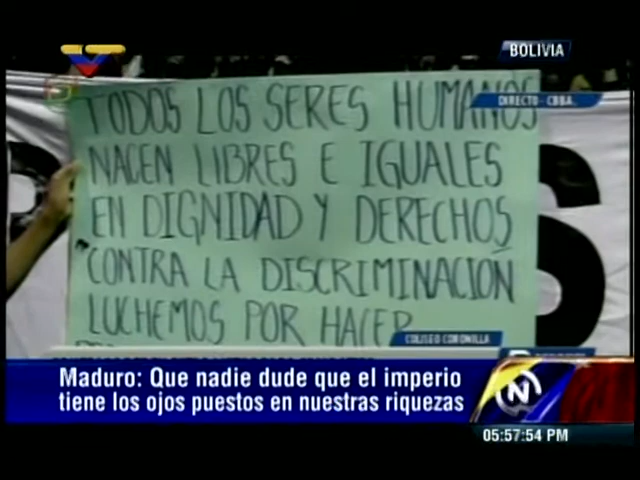 BOLIVIA
DIRECTO - CBBA.
TODOS LOS SERES HUMANOS
NACEN LIBRES E IGUALES
EN DIGNIDAD Y DERECHOS
CONTRA LA DISCRIMINACION
LUCHEMOS POR HACER
COLISEO CORONILLA
Maduro: Que nadie dude que el imperio
tiene los ojos puestos en nuestras riquezas
N
05:57:54 PM